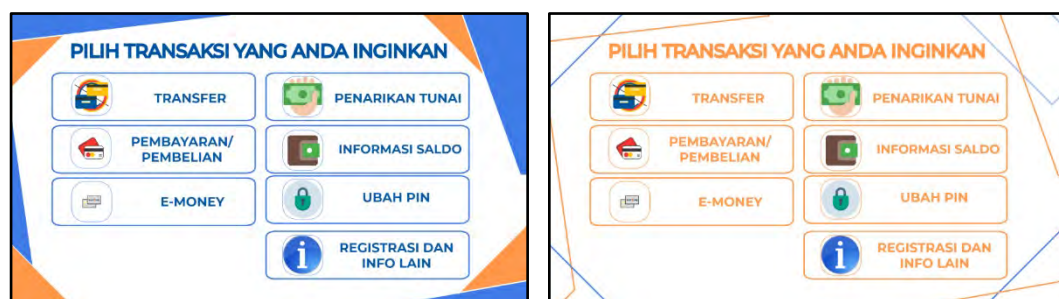 PILIH TRANSAKSI YANG ANDA INGINKAN
TRANSFER
PENARIKAN TUNAI
PEMBAYARAN/
PEMBELIAN
INFORMASI SALDO
E-MONEY
UBAH PIN
REGISTRASI DAN
INFO LAIN
PILIH TRANSAKSI YANG ANDA INGINKAN
TRANSFER
PENARIKAN TUNAI
PEMBAYARAN/
PEMBELIAN
INFORMASI SALDO
E-MONEY
UBAH PIN
REGISTRASI DAN
INFO LAIN